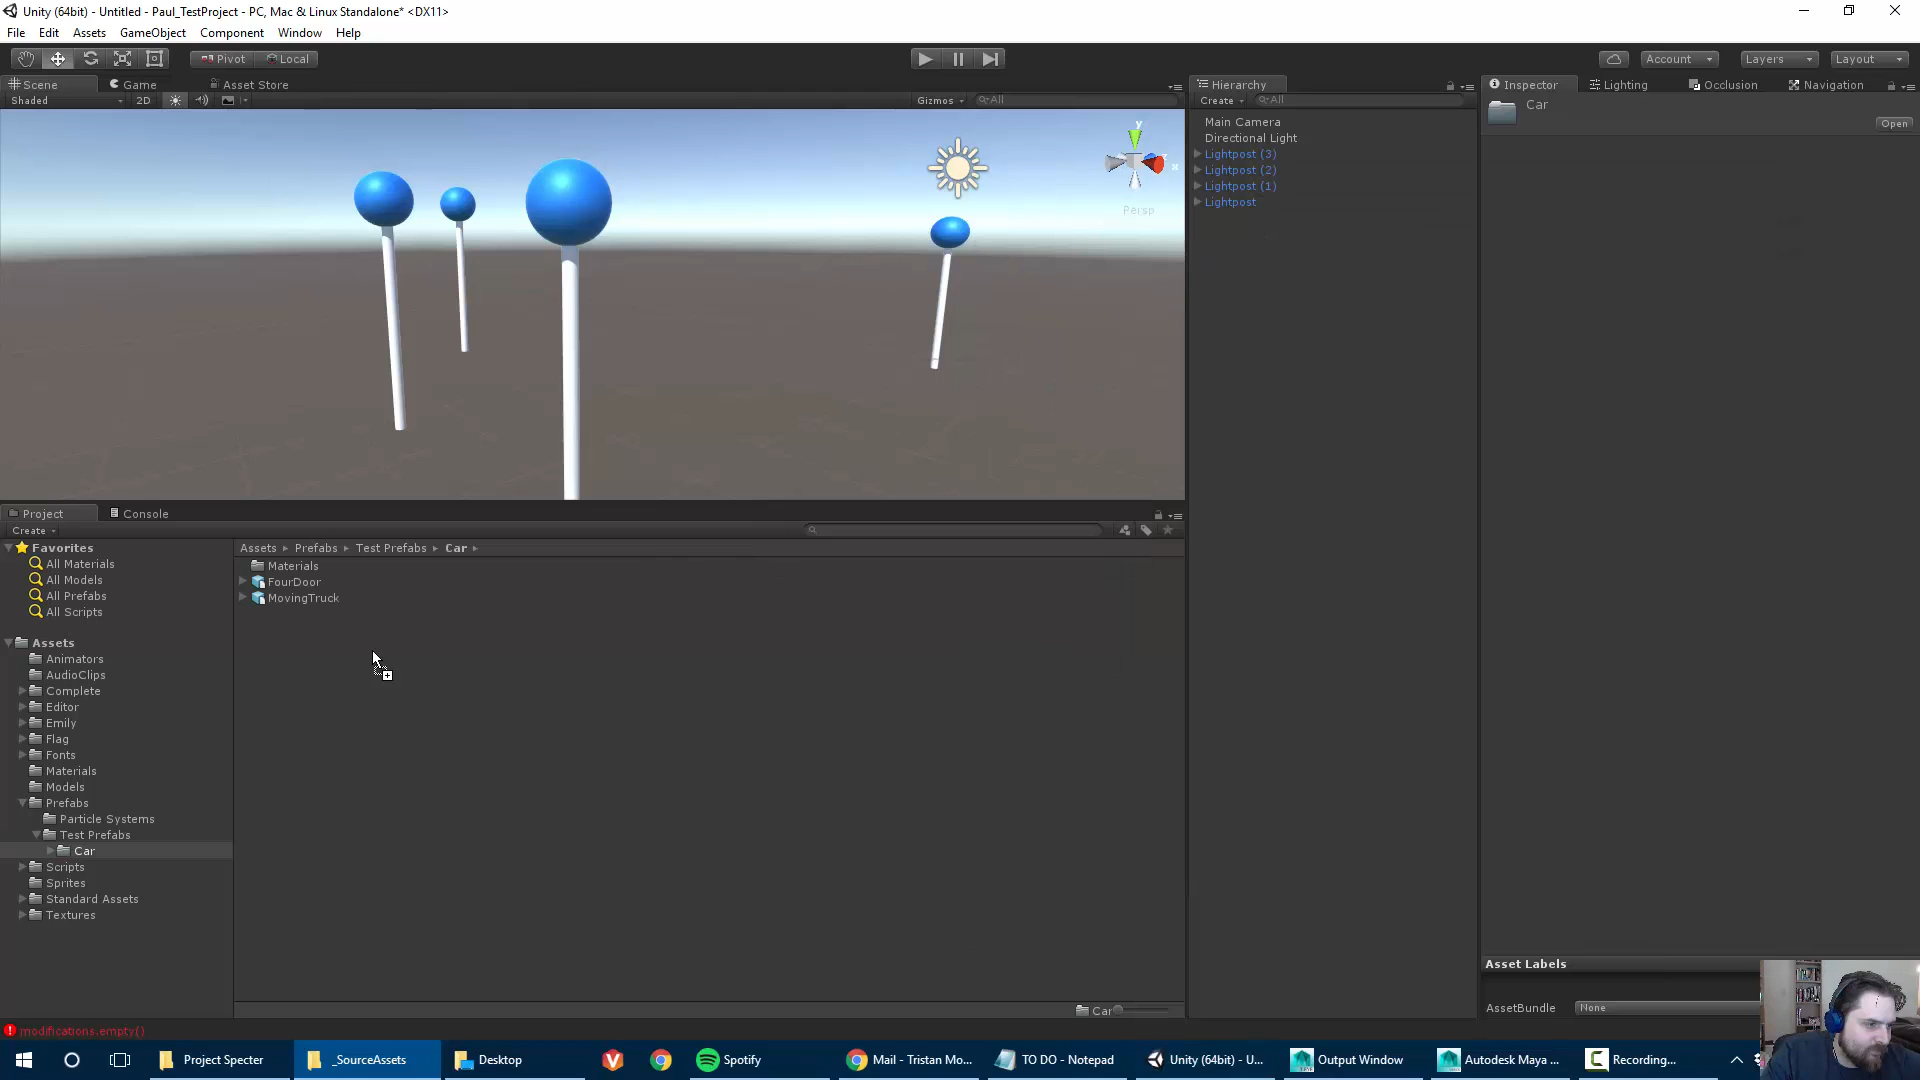 Unity (64bit) - Untitled - Paul_TestProject - PC, Mac & Linux Standalone* <DX11>
File Edit Assets GameObject Component Window Help
Pivot Local Account Layers Layout
Scene Game Asset Store
Shaded 2D Gizmos All
y
x
Persp
Hierarchy
Create All
Main Camera
Directional Light
Lightpost (3)
Lightpost (2)
Lightpost (1)
Lightpost
Inspector Lighting Occlusion Navigation
Car
Open
Project Console
Create
Favorites
All Materials
All Models
All Prefabs
All Scripts
Assets
Animators
AudioClips
Complete
Editor
Emily
Flag
Fonts
Materials
Models
Prefabs
Particle Systems
Test Prefabs
Car
Scripts
Sprites
Standard Assets
Textures
Assets Prefabs Test Prefabs Car
Materials
FourDoor
MovingTruck
Car
Asset Labels
AssetBundle None
modifications.empty()
Project Specter _SourceAssets Desktop Spotify Mail - Tristan Mo... TO DO - Notepad Unity (64bit) - U... Output Window Autodesk Maya ... Recording...